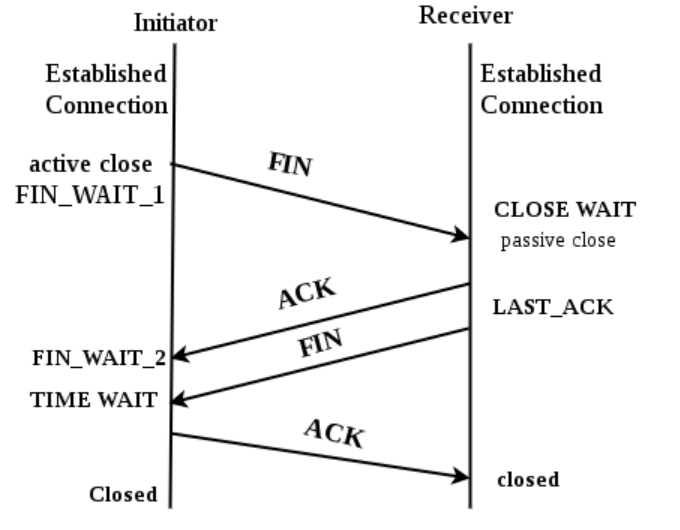 Initiator
Receiver
Established
Connection
Established
Connection
active close
FIN_WAIT_1
FIN
CLOSE WAIT
passive close
ACK
LAST_ACK
FIN
FIN_WAIT_2
TIME WAIT
ACK
closed
Closed